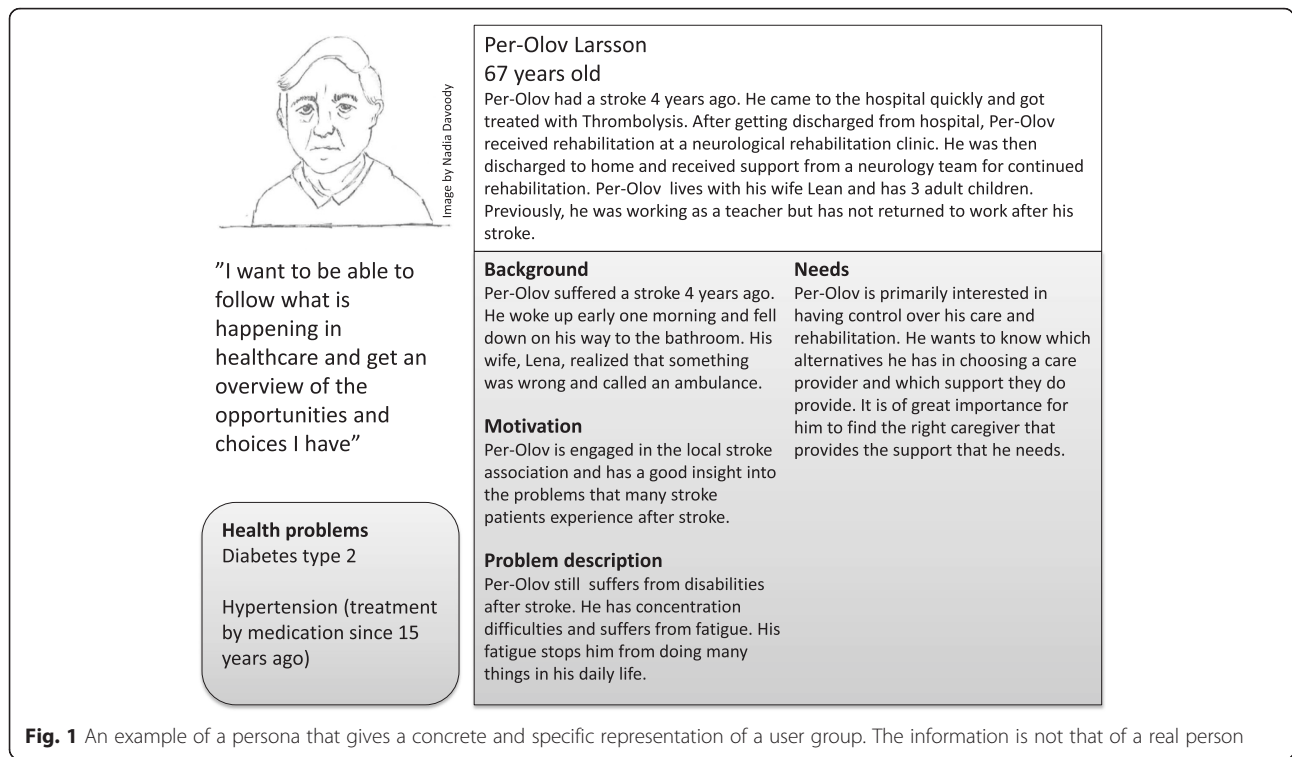 Image by Nadia Davoody
”I want to be able to
follow what is
happening in
healthcare and get an
overview of the
opportunities and
choices I have”
Health problems
Diabetes type 2
Hypertension (treatment
by medication since 15
years ago)
Per-Olov Larsson
67 years old
Per-Olov had a stroke 4 years ago. He came to the hospital quickly and got
treated with Thrombolysis. After getting discharged from hospital, Per-Olov
received rehabilitation at a neurological rehabilitation clinic. He was then
discharged to home and received support from a neurology team for continued
rehabilitation. Per-Olov lives with his wife Lean and has 3 adult children.
Previously, he was working as a teacher but has not returned to work after his
stroke.
Background
Per-Olov suffered a stroke 4 years ago.
He woke up early one morning and fell
down on his way to the bathroom. His
wife, Lena, realized that something
was wrong and called an ambulance.
Motivation
Per-Olov is engaged in the local stroke
association and has a good insight into
the problems that many stroke
patients experience after stroke.
Problem description
Per-Olov still suffers from disabilities
after stroke. He has concentration
difficulties and suffers from fatigue. His
fatigue stops him from doing many
things in his daily life.
Needs
Per-Olov is primarily interested in
having control over his care and
rehabilitation. He wants to know which
alternatives he has in choosing a care
provider and which support they do
provide. It is of great importance for
him to find the right caregiver that
provides the support that he needs.
Fig. 1 An example of a persona that gives a concrete and specific representation of a user group. The information is not that of a real person